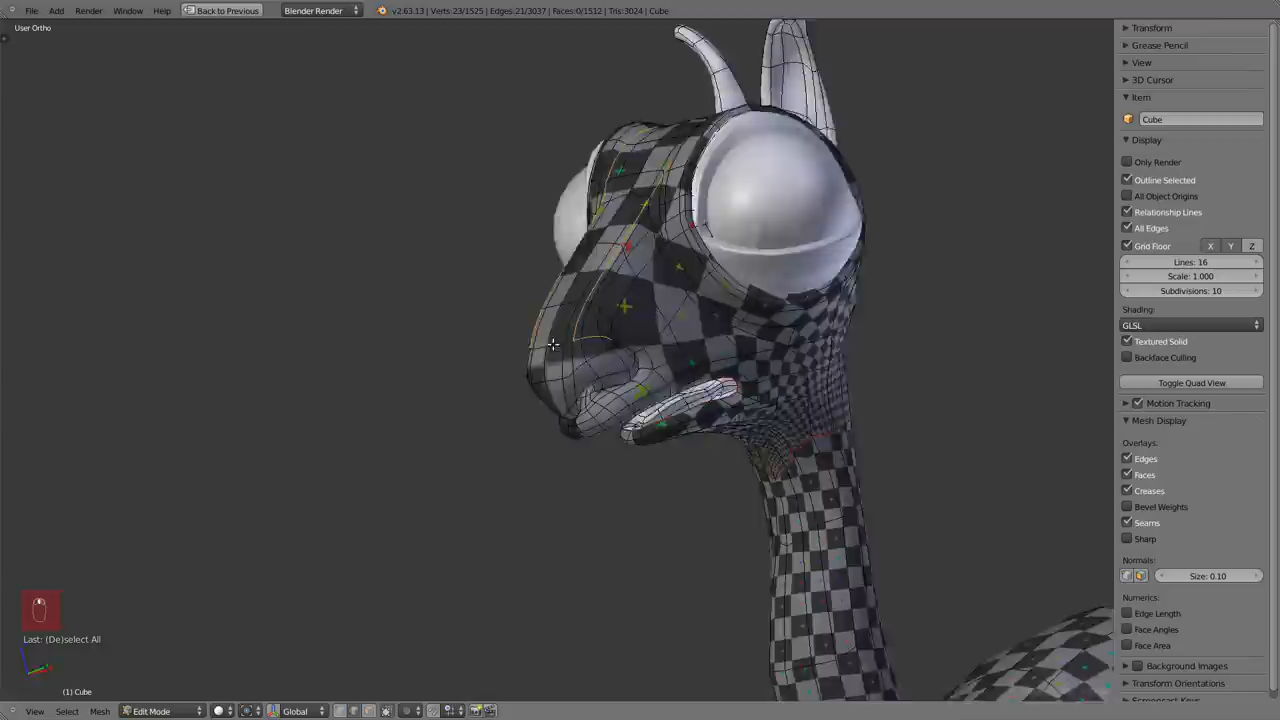 File Add Render Window Help Back to Previous Blender Render v2.63.13 | Verts:23/1525 | Edges:21/3037 | Faces:0/1512 | Tris:3024 | Cube
User Ortho
Transform
Grease Pencil
View
3D Cursor
Item
Cube
Display
Only Render
Outline Selected
All Object Origins
Relationship Lines
All Edges
Grid Floor X Y Z
Lines: 16
Scale: 1.000
Subdivisions: 10
Shading:
GLSL
Textured Solid
Backface Culling
Toggle Quad View
Motion Tracking
Mesh Display
Overlays:
Edges
Faces
Creases
Bevel Weights
Seams
Sharp
Normals:
Size: 0.10
Numerics:
Edge Length
Face Angles
Face Area
Background Images
Transform Orientations
Last: (De)select All
(1) Cube
View Select Mesh Edit Mode Global